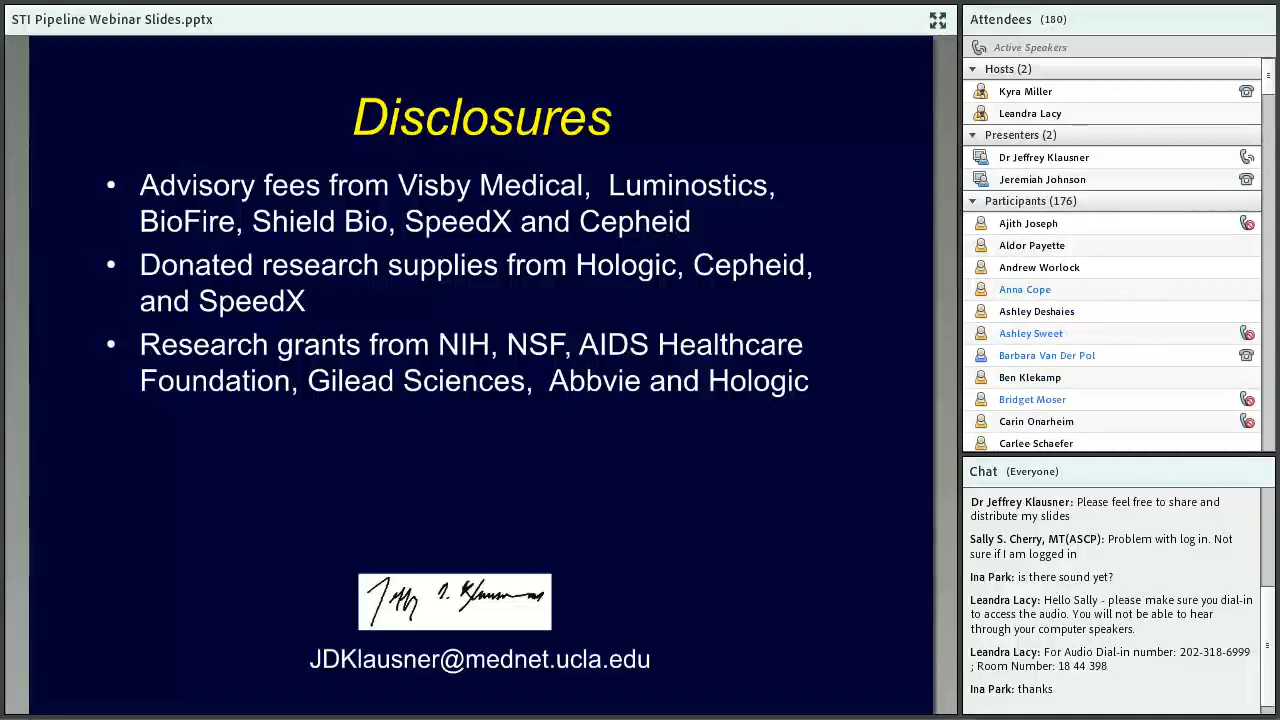 STI Pipeline Webinar Slides.pptx
Disclosures
• Advisory fees from Visby Medical, Luminostics,
BioFire, Shield Bio, SpeedX and Cepheid
• Donated research supplies from Hologic, Cepheid,
and SpeedX
• Research grants from NIH, NSF, AIDS Healthcare
Foundation, Gilead Sciences, Abbvie and Hologic
JDKlausner@mednet.ucla.edu
Attendees (180)
Active Speakers
Hosts (2)
Kyra Miller
Leandra Lacy
Presenters (2)
Dr Jeffrey Klausner
Jeremiah Johnson
Participants (176)
Ajith Joseph
Aldor Payette
Andrew Worlock
Anna Cope
Ashley Deshaies
Ashley Sweet
Barbara Van Der Pol
Ben Klekamp
Bridget Moser
Carin Onarheim
Carlee Schaefer
Chat (Everyone)
Dr Jeffrey Klausner: Please feel free to share and
distribute my slides
Sally S. Cherry, MT(ASCP): Problem with log in. Not
sure if I am logged in
Ina Park: is there sound yet?
Leandra Lacy: Hello Sally - please make sure you dial-in
to access the audio. You will not be able to hear
through your computer speakers.
Leandra Lacy: For Audio Dial-in number: 202-318-6999
; Room Number: 18 44 398
Ina Park: thanks